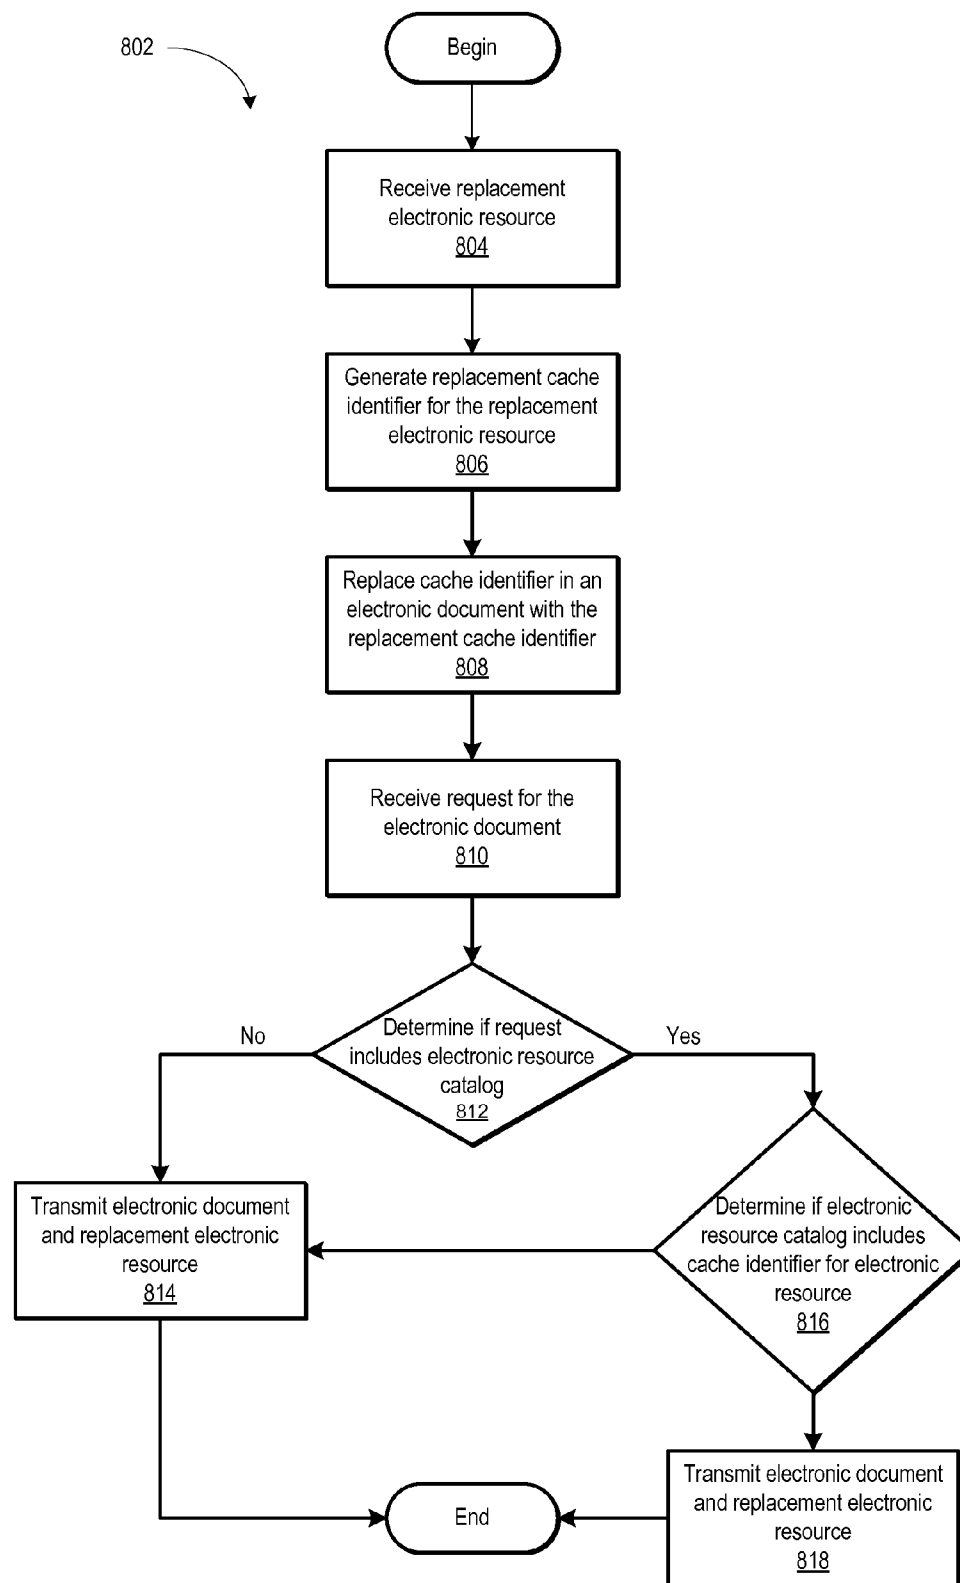 802
Begin
Receive replacement
electronic resource
804
Generate replacement cache
identifier for the replacement
electronic resource
806
Replace cache identifier in an
electronic document with the
replacement cache identifier
808
Receive request for the
electronic document
810
No
Determine if request
includes electronic resource
catalog
812
Yes
Transmit electronic document
and replacement electronic
resource
814
Determine if electronic
resource catalog includes
cache identifier for electronic
resource
816
End
Transmit electronic document
and replacement electronic
resource
818